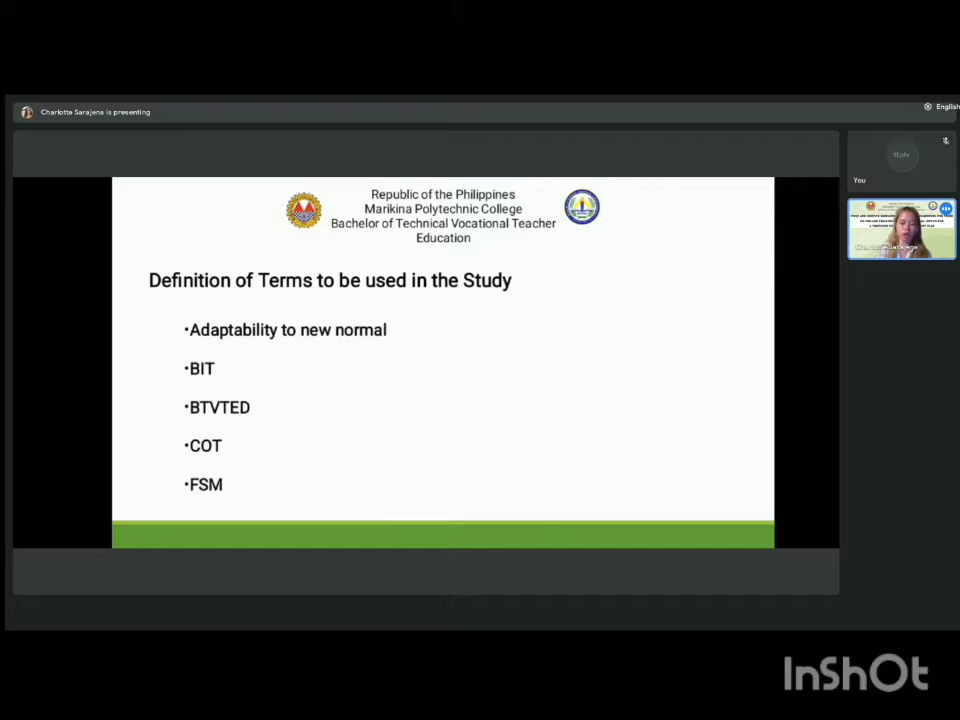 Charlotte Sarajena is presenting
English
Republic of the Philippines
Marikina Polytechnic College
Bachelor of Technical Vocational Teacher
Education
You
Definition of Terms to be used in the Study
•Adaptability to new normal
•BIT
•BTVTED
•COT
•FSM
InShOt